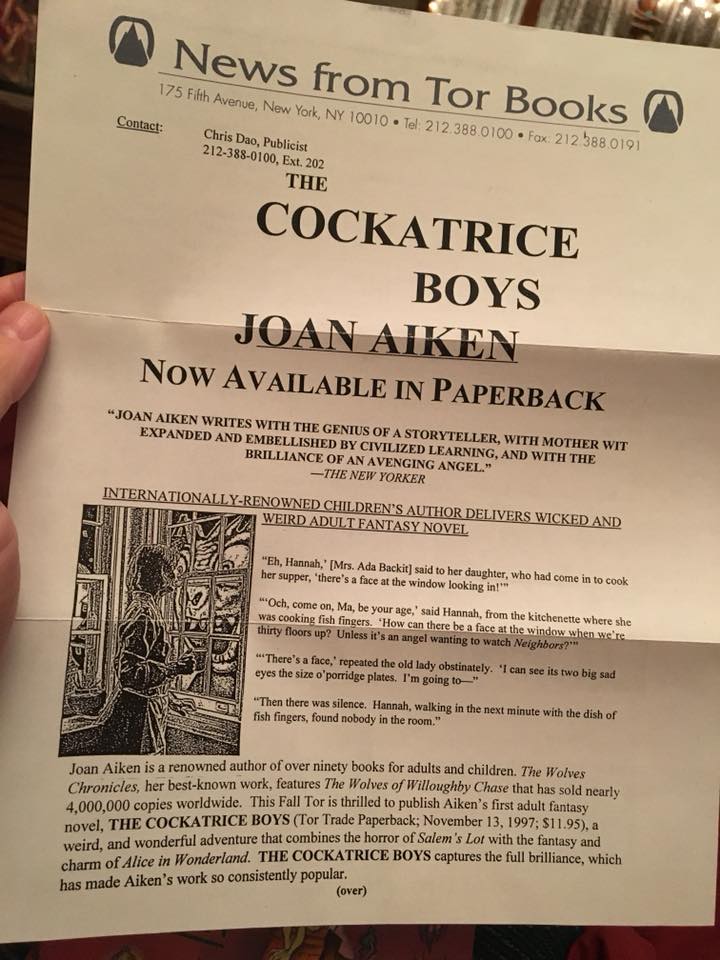 News from Tor Books
175 Fifth Avenue, New York, NY 10010 • Tel: 212.388.0100 • Fax: 212.388.0191
Contact: Chris Dao, Publicist
212-388-0100, Ext. 202
THE
COCKATRICE
BOYS
JOAN AIKEN
NOW AVAILABLE IN PAPERBACK
“JOAN AIKEN WRITES WITH THE GENIUS OF A STORYTELLER, WITH MOTHER WIT
EXPANDED AND EMBELLISHED BY CIVILIZED LEARNING, AND WITH THE
BRILLIANCE OF AN AVENGING ANGEL.”
—THE NEW YORKER
INTERNATIONALLY-RENOWNED CHILDREN’S AUTHOR DELIVERS WICKED AND
WEIRD ADULT FANTASY NOVEL
“Eh, Hannah,’ [Mrs. Ada Backit] said to her daughter, who had come in to cook
her supper, ‘there’s a face at the window looking in!’”
“‘Och, come on, Ma, be your age,’ said Hannah, from the kitchenette where she
was cooking fish fingers. ‘How can there be a face at the window when we’re
thirty floors up? Unless it’s an angel wanting to watch Neighbors?’”
“‘There’s a face,’ repeated the old lady obstinately. ‘I can see its two big sad
eyes the size o’porridge plates. I’m going to—”
“Then there was silence. Hannah, walking in the next minute with the dish of
fish fingers, found nobody in the room.”
Joan Aiken is a renowned author of over ninety books for adults and children. The Wolves
Chronicles, her best-known work, features The Wolves of Willoughby Chase that has sold nearly
4,000,000 copies worldwide. This Fall Tor is thrilled to publish Aiken’s first adult fantasy
novel, THE COCKATRICE BOYS (Tor Trade Paperback; November 13, 1997; $11.95), a
weird, and wonderful adventure that combines the horror of Salem’s Lot with the fantasy and
charm of Alice in Wonderland. THE COCKATRICE BOYS captures the full brilliance, which
has made Aiken’s work so consistently popular.
(over)